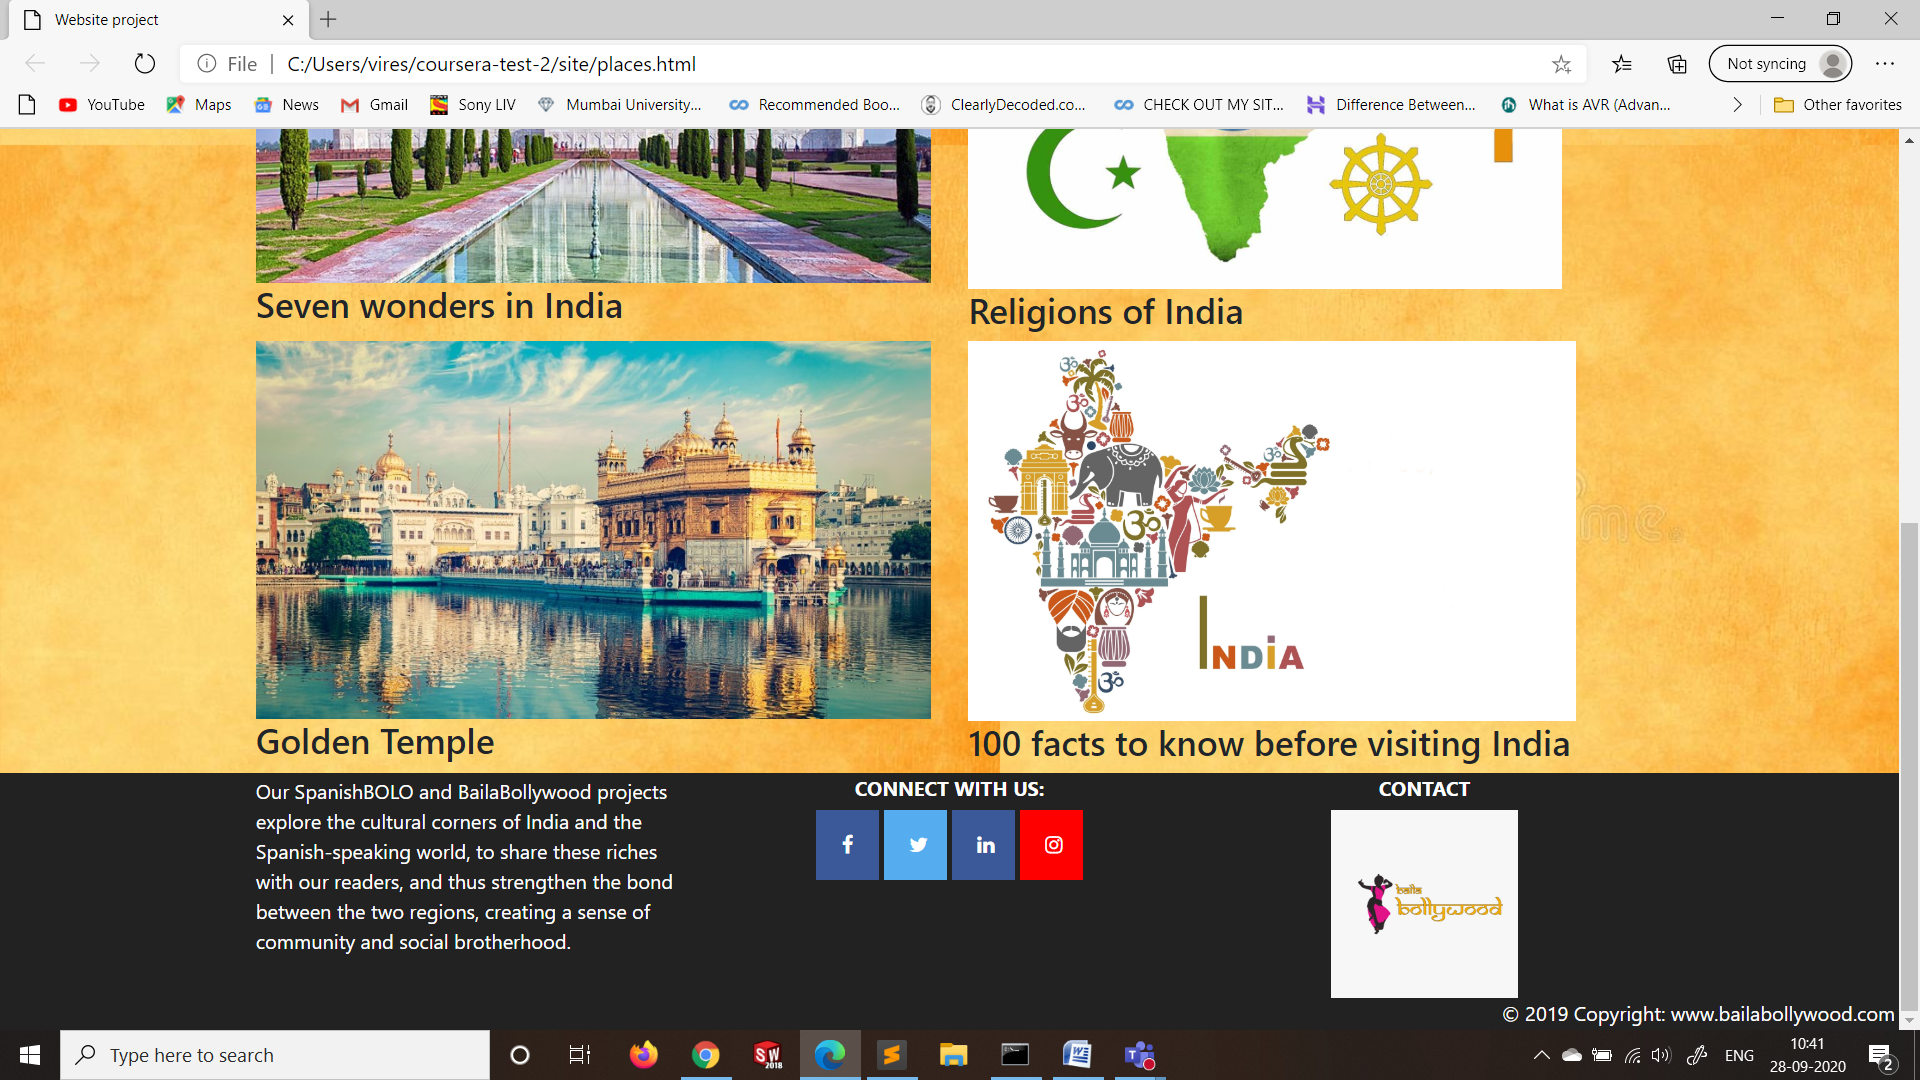 Website project
File
C:/Users/vires/coursera-test-2/site/places.html
Not syncing
YouTube
Maps
News
Gmail
Sony LIV
Mumbai University...
Recommended Boo...
ClearlyDecoded.co...
CHECK OUT MY SIT...
Difference Between...
What is AVR (Advan...
Other favorites
Seven wonders in India
Religions of India
ॐ
ॐ
ॐ
ॐ
ॐ
INDIA
me.
Golden Temple
100 facts to know before visiting India
Our SpanishBOLO and BailaBollywood projects
explore the cultural corners of India and the
Spanish-speaking world, to share these riches
with our readers, and thus strengthen the bond
between the two regions, creating a sense of
community and social brotherhood.
CONNECT WITH US:
f
in
CONTACT
baila
bollywood
© 2019 Copyright: www.bailabollywood.com
Type here to search
SW
2018
ENG
10:41
28-09-2020
2